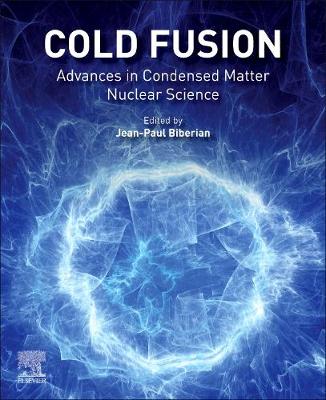 COLD FUSION
Advances in Condensed Matter
Nuclear Science
Edited by
Jean-Paul Biberian
ELSEVIER